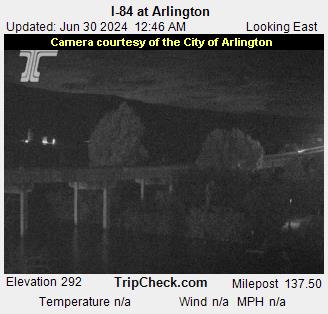 I-84 at Arlington
Updated: Jun 30 2024 12:46 AM Looking East
Camera courtesy of the City of Arlington
Elevation 292 TripCheck.com Milepost 137.50
Temperature n/a Wind n/a MPH n/a